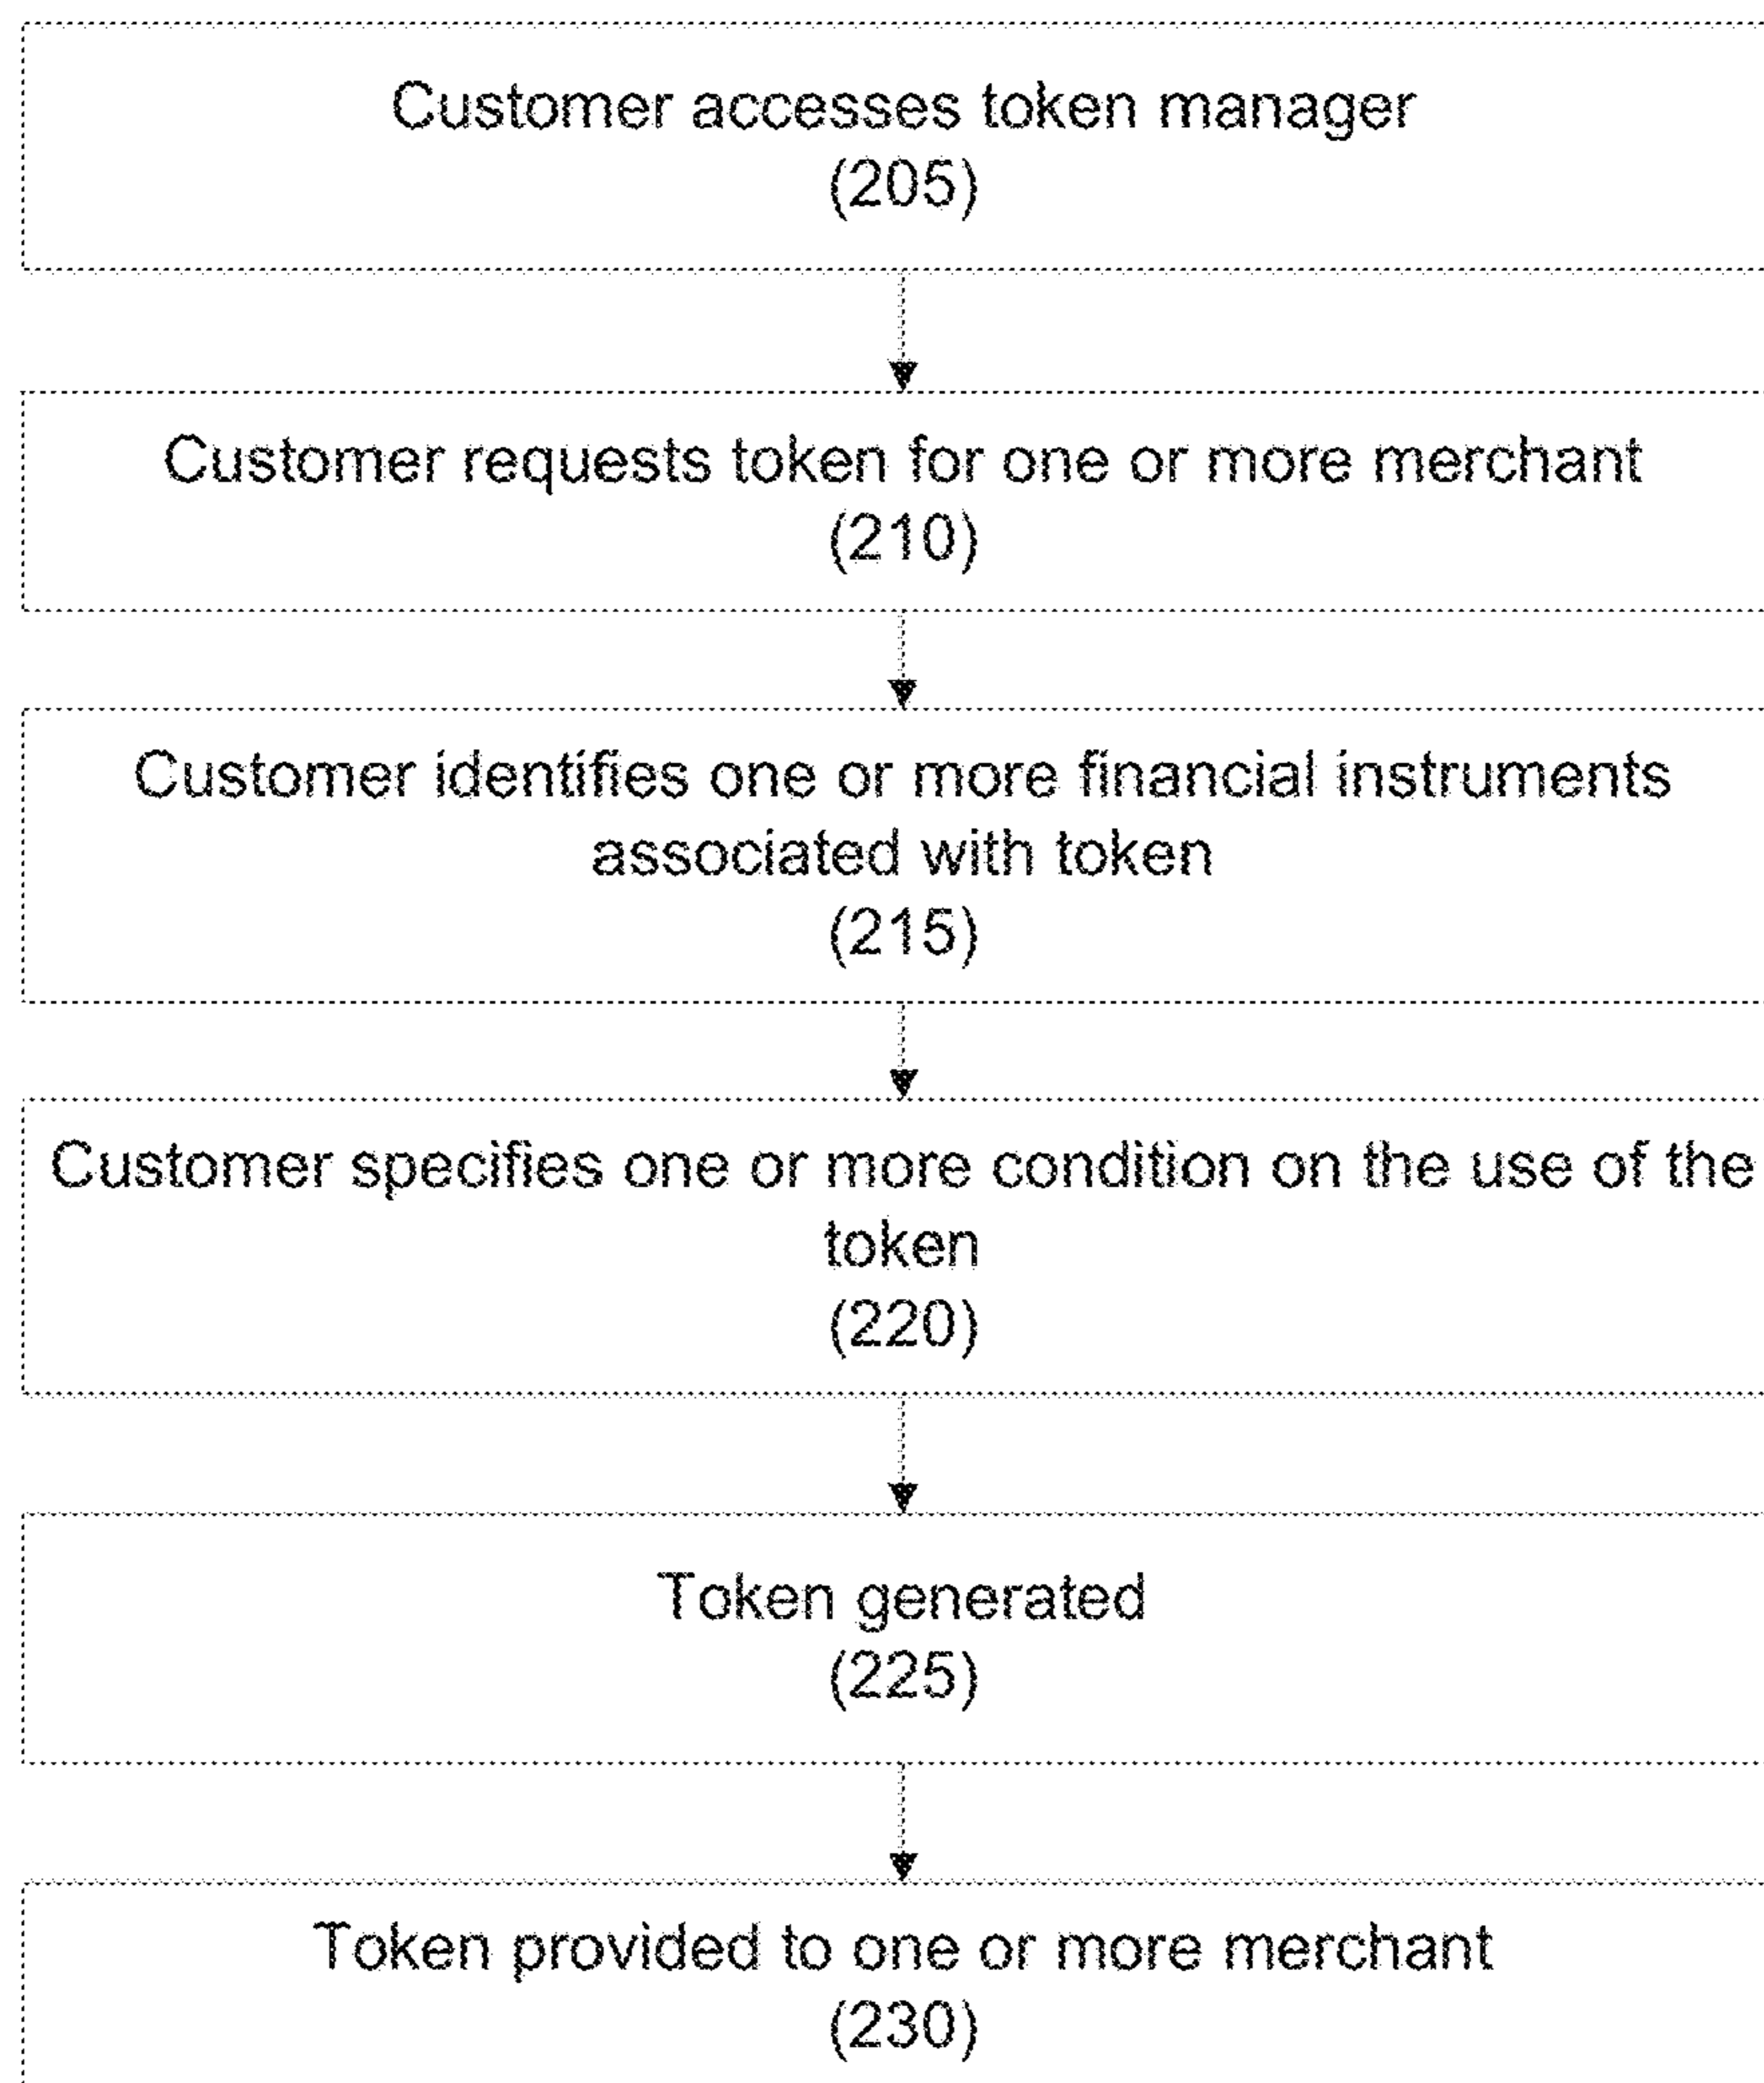 Customer accesses token manager
(205)
Customer requests token for one or more merchant
(210)
Customer identifies one or more financial instruments
associated with token
(215)
Customer specifies one or more condition on the use of the
token
(220)
Token generated
(225)
Token provided to one or more merchant
(230)